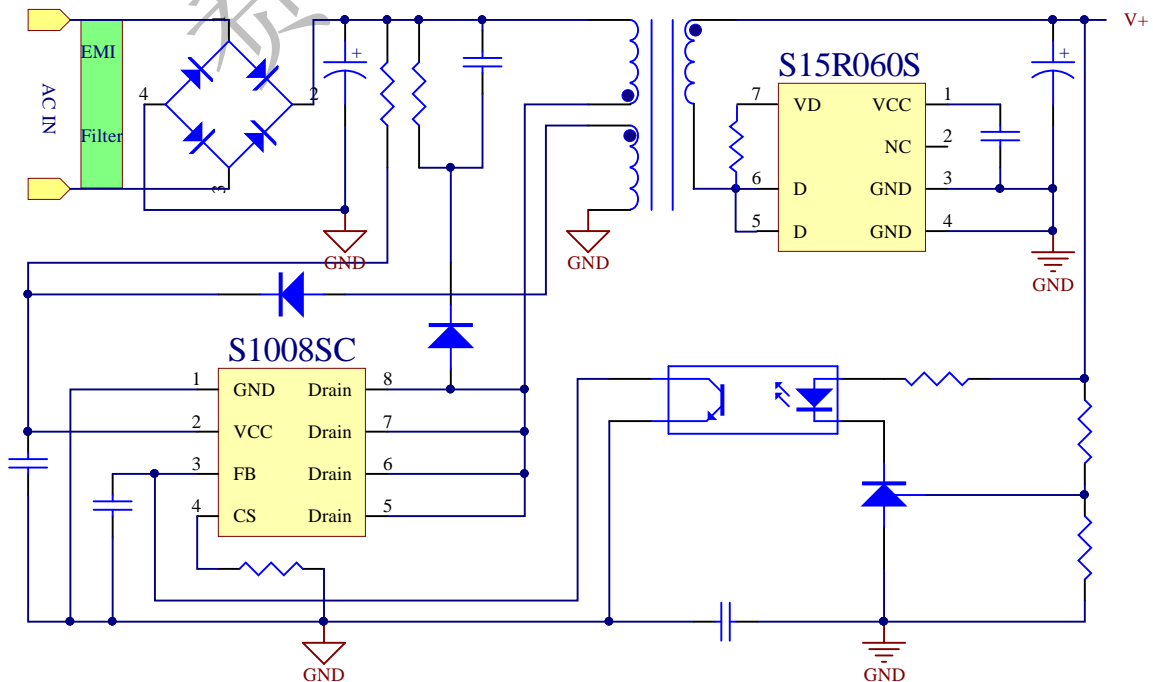 V+
+
+
EMI
S15R060S
AC IN
4
2
7
VD
VCC
1
Filter
NC
2
3
6
D
GND
3
5
D
GND
4
GND
GND
GND
S1008SC
1
GND
Drain
8
2
VCC
Drain
7
3
FB
Drain
6
4
CS
Drain
5
GND
GND